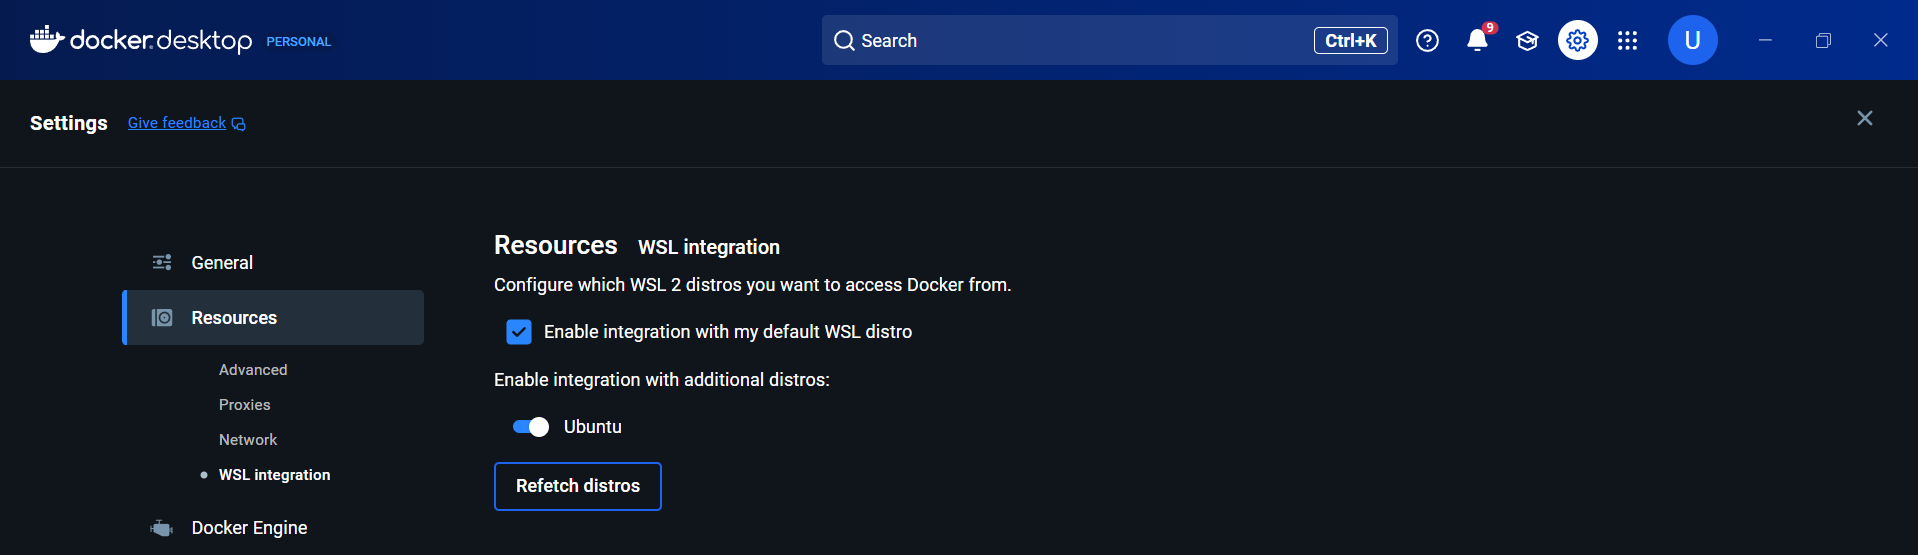 docker.desktop PERSONAL
Search
Ctrl+K
9
U
Settings
Give feedback
General
Resources
Advanced
Proxies
Network
WSL integration
Docker Engine
Resources WSL integration
Configure which WSL 2 distros you want to access Docker from.
Enable integration with my default WSL distro
Enable integration with additional distros:
Ubuntu
Refetch distros